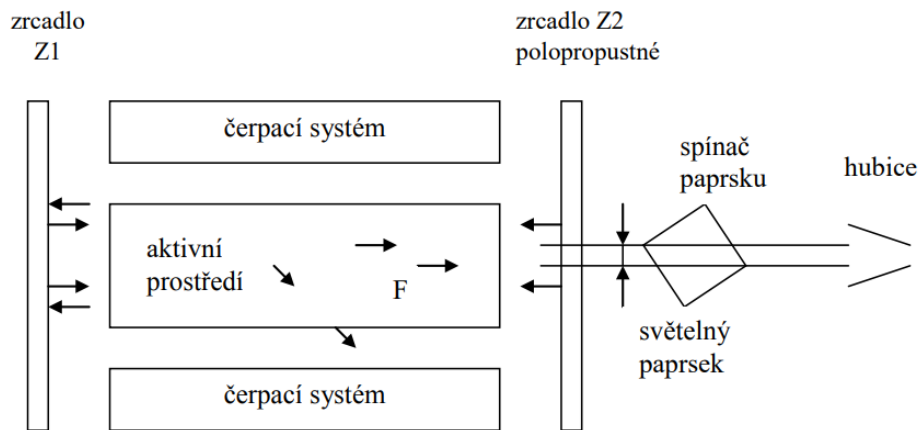 zrcadlo
Z1
zrcadlo Z2
polopropustné
čerpací systém
spínač
paprsku
hubice
aktivní
prostředí
F
světelný
paprsek
čerpací systém